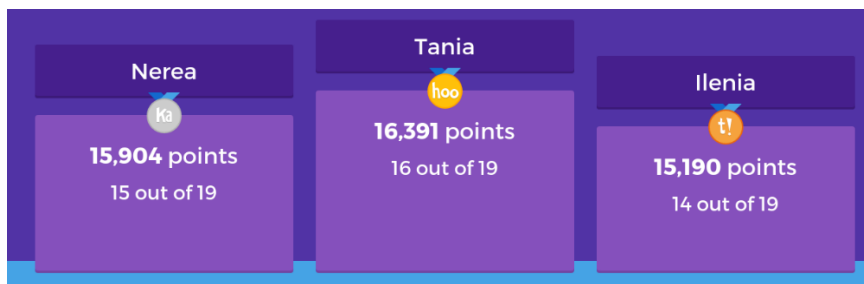 Nerea
Ka
15,904 points
15 out of 19
Tania
hoo
16,391 points
16 out of 19
Ilenia
t!
15,190 points
14 out of 19